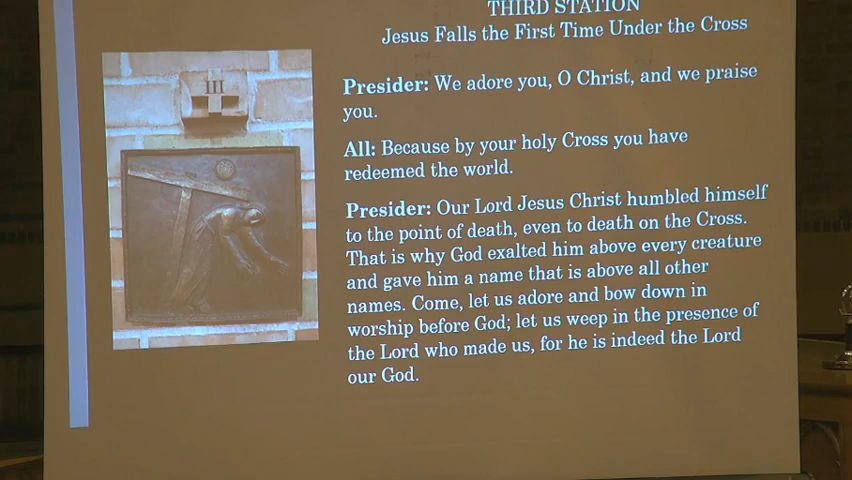 THIRD STATION
Jesus Falls the First Time Under the Cross
III
Presider: We adore you, O Christ, and we praise
you.
All: Because by your holy Cross you have
redeemed the world.
Presider: Our Lord Jesus Christ humbled himself
to the point of death, even to death on the Cross.
That is why God exalted him above every creature
and gave him a name that is above all other
names. Come, let us adore and bow down in
worship before God; let us weep in the presence of
the Lord who made us, for he is indeed the Lord
our God.